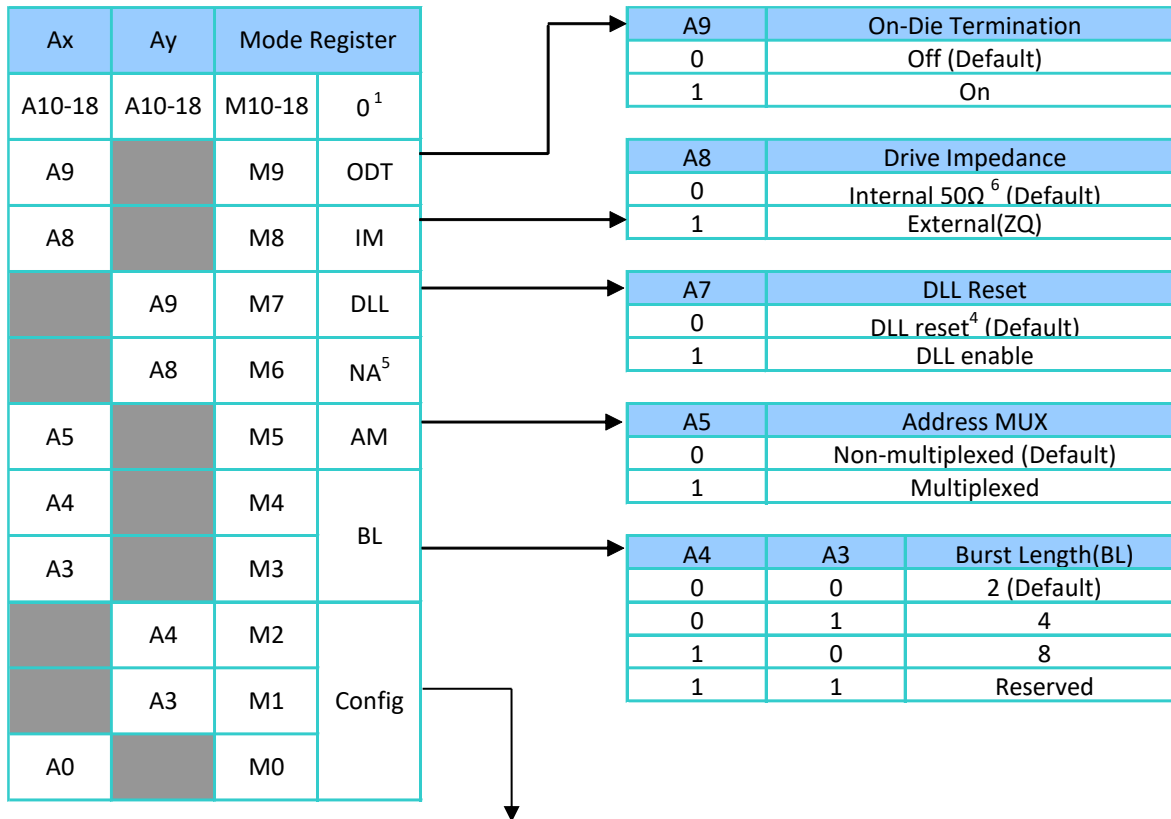 Ax Ay Mode Register
A10-18 A10-18 M10-18 0¹
A9 M9 ODT
A8 M8 IM
A9 M7 DLL
A8 M6 NA⁵
A5 M5 AM
A4 M4
BL
A3 M3
A4 M2
A3 M1 Config
A0 M0
A9 On-Die Termination
0 Off (Default)
1 On
A8 Drive Impedance
0 Internal 50Ω ⁶ (Default)
1 External(ZQ)
A7 DLL Reset
0 DLL reset⁴ (Default)
1 DLL enable
A5 Address MUX
0 Non-multiplexed (Default)
1 Multiplexed
A4 A3 Burst Length(BL)
0 0 2 (Default)
0 1 4
1 0 8
1 1 Reserved